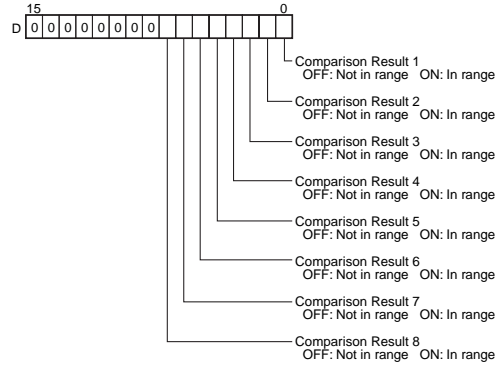 15 0
D 0 0 0 0 0 0 0 0
Comparison Result 1
OFF: Not in range ON: In range
Comparison Result 2
OFF: Not in range ON: In range
Comparison Result 3
OFF: Not in range ON: In range
Comparison Result 4
OFF: Not in range ON: In range
Comparison Result 5
OFF: Not in range ON: In range
Comparison Result 6
OFF: Not in range ON: In range
Comparison Result 7
OFF: Not in range ON: In range
Comparison Result 8
OFF: Not in range ON: In range